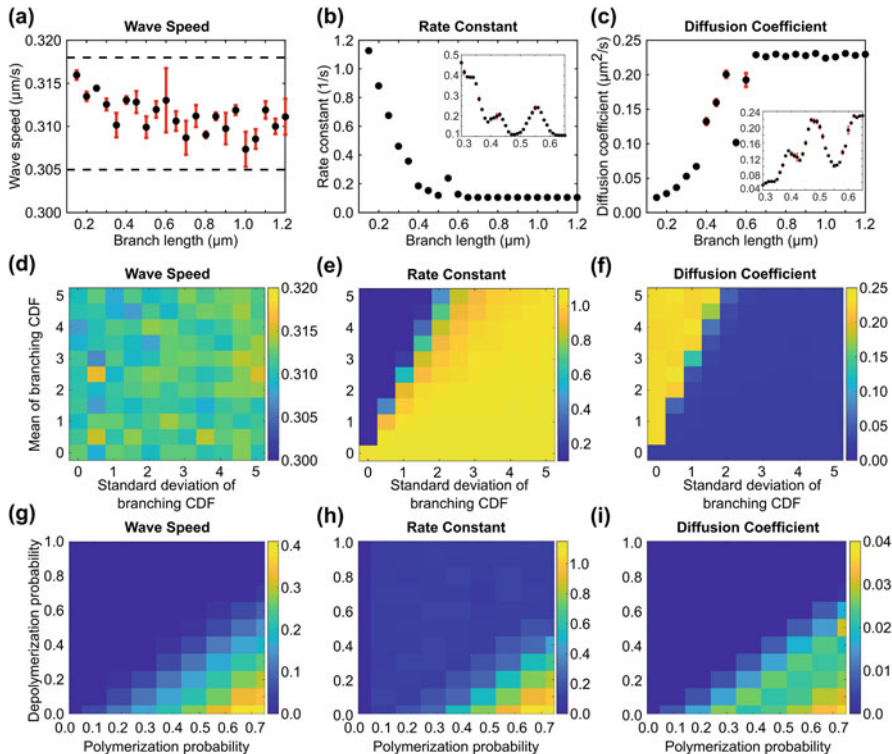 (a) Wave Speed
0.320
0.315
0.310
0.305
0.300
Wave speed (μm/s)
0.2 0.4 0.6 0.8 1.0 1.2
Branch length (μm)
(b) Rate Constant
1.2
1.0
0.8
0.6
0.4
0.2
0.0
Rate constant (1/s)
0.5
0.4
0.3
0.2
0.1
0.3 0.4 0.5 0.6
0.2 0.4 0.6 0.8 1.0 1.2
Branch length (μm)
(c) Diffusion Coefficient
0.25
0.20
0.15
0.10
0.05
0.00
Diffusion coefficient (μm²/s)
0.24
0.20
0.16
0.12
0.08
0.04
0.3 0.4 0.5 0.6
0.2 0.4 0.6 0.8 1.0 1.2
Branch length (μm)
(d) Wave Speed
5
4
3
2
1
0
Mean of branching CDF
0 1 2 3 4 5
Standard deviation of
branching CDF
0.320
0.315
0.310
0.305
0.300
(e) Rate Constant
5
4
3
2
1
0
0 1 2 3 4 5
Standard deviation of
branching CDF
1.0
0.8
0.6
0.4
0.2
(f) Diffusion Coefficient
5
4
3
2
1
0
0 1 2 3 4 5
Standard deviation of
branching CDF
0.25
0.20
0.15
0.10
0.05
0.00
(g) Wave Speed
1.0
0.8
0.6
0.4
0.2
0.0
Depolymerization probability
0.0 0.1 0.2 0.3 0.4 0.5 0.6 0.7
Polymerization probability
0.4
0.3
0.2
0.1
0.0
(h) Rate Constant
1.0
0.8
0.6
0.4
0.2
0.0
0.0 0.1 0.2 0.3 0.4 0.5 0.6 0.7
Polymerization probability
1.0
0.8
0.6
0.4
0.2
0.0
(i) Diffusion Coefficient
1.0
0.8
0.6
0.4
0.2
0.0
0.0 0.1 0.2 0.3 0.4 0.5 0.6 0.7
Polymerization probability
0.04
0.03
0.02
0.01
0.00